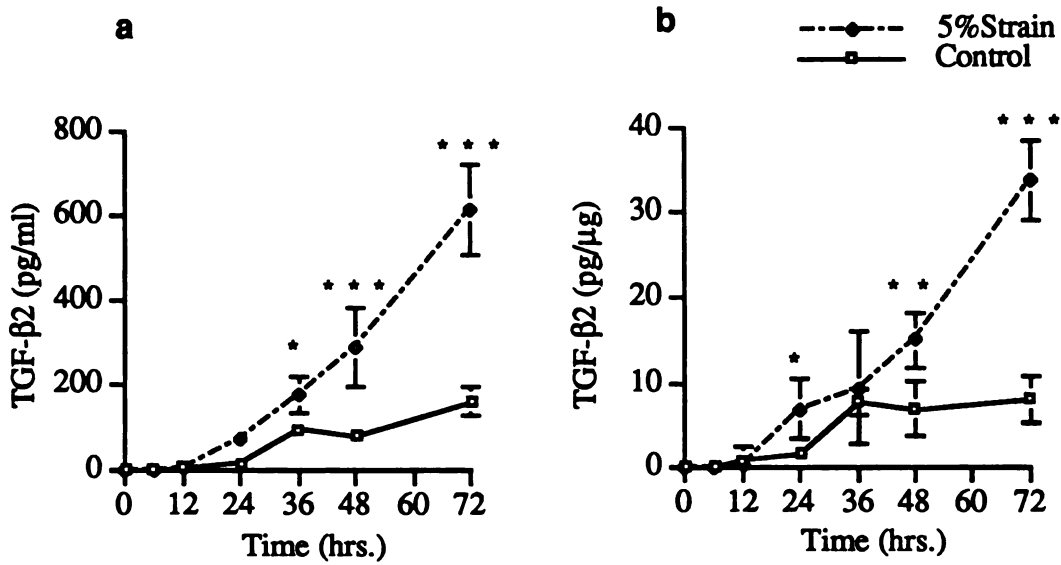 a
b
5%Strain
Control
TGF-β2 (pg/ml)
800
600
400
200
0
0 12 24 36 48 60 72
Time (hrs.)
*
* * *
* * *
TGF-β2 (pg/μg)
40
30
20
10
0
0 12 24 36 48 60 72
Time (hrs.)
*
* *
* * *